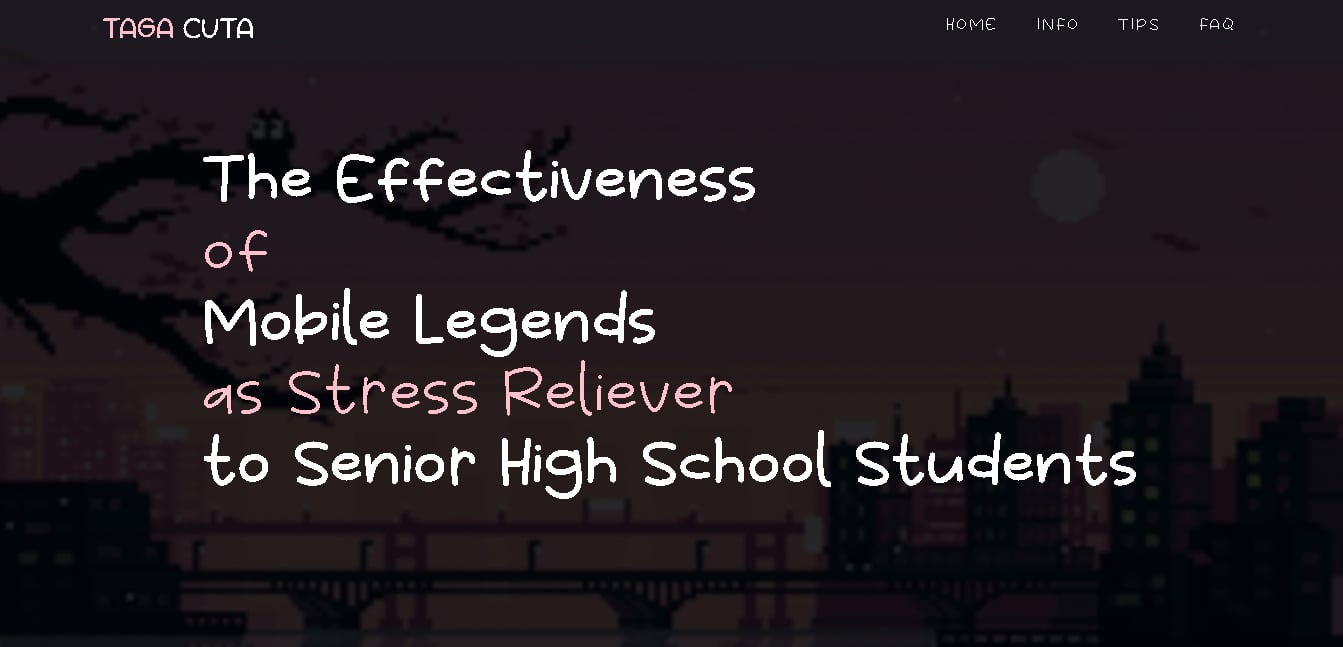 TAGA CUTA
HOME INFO TIPS FAQ
The Effectiveness
of
Mobile Legends
as Stress Reliever
to Senior High School Students